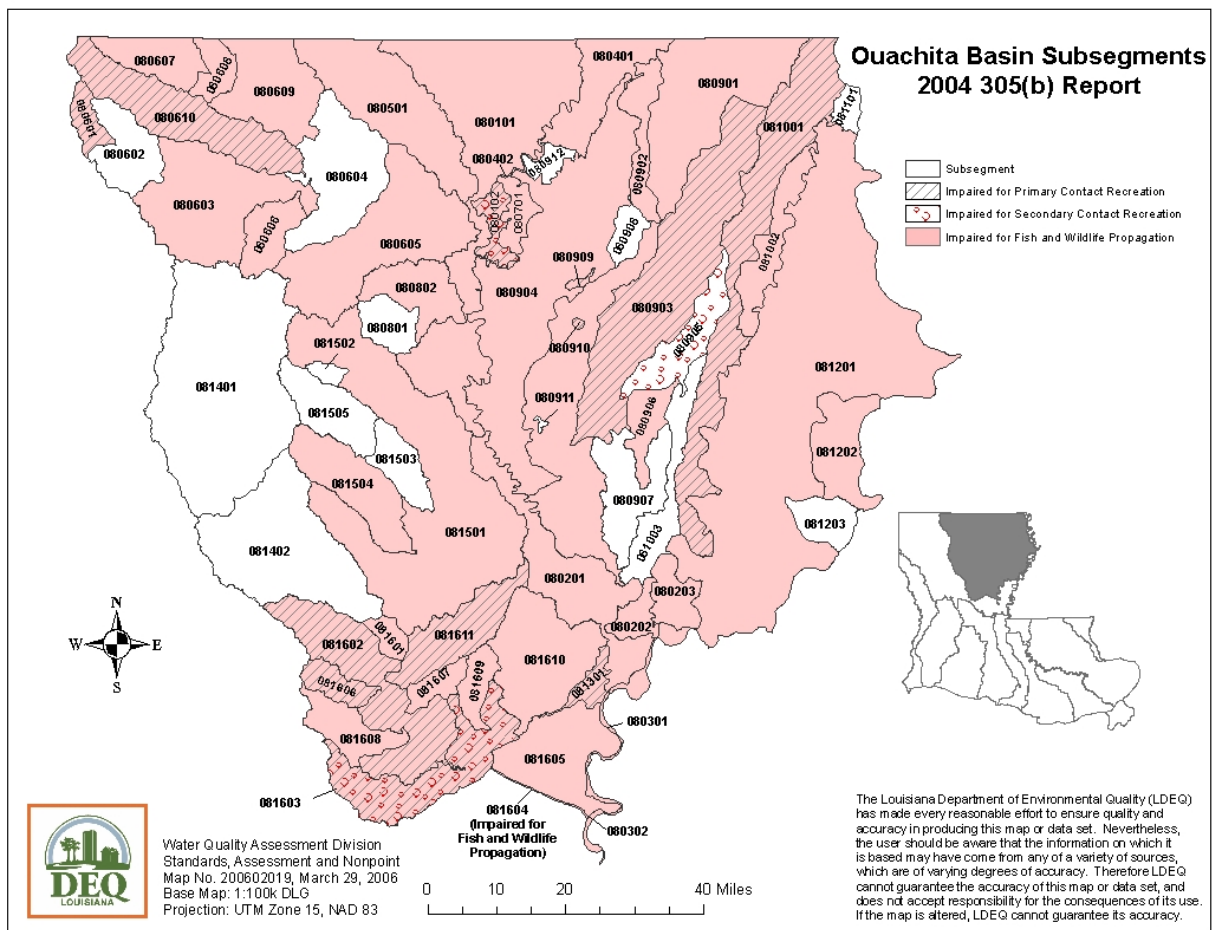 Ouachita Basin Subsegments
2004 305(b) Report
Subsegment
Impaired for Primary Contact Recreation
Impaired for Secondary Contact Recreation
Impaired for Fish and Wildlife Propagation
080607
080606
080609
080401
080901
080501
080601
080610
080101
081001
081101
080602
080604
080402
080912
080902
080603
080102
080701
080605
080909
081002
080802
080904
080903
080801
080910
081502
081201
081401
080911
081505
080906
081503
081202
081504
080907
081203
081501
081402
080201
080203
080202
081602
081601
081611
081610
081607
081609
081606
081301
080301
081608
081605
081603
081604
(Impaired for
Fish and Wildlife
Propagation)
080302
N
W
E
S
DEQ
LOUISIANA
Water Quality Assessment Division
Standards, Assessment and Nonpoint
Map No. 200602019, March 29, 2006
Base Map: 1:100k DLG
Projection: UTM Zone 15, NAD 83
0 10 20 40 Miles
The Louisiana Department of Environmental Quality (LDEQ)
has made every reasonable effort to ensure quality and
accuracy in producing this map or data set. Nevertheless,
the user should be aware that the information on which it
is based may have come from any of a variety of sources,
which are of varying degrees of accuracy. Therefore LDEQ
cannot guarantee the accuracy of this map or data set, and
does not accept responsibility for the consequences of its use.
If the map is altered, LDEQ cannot guarantee its accuracy.